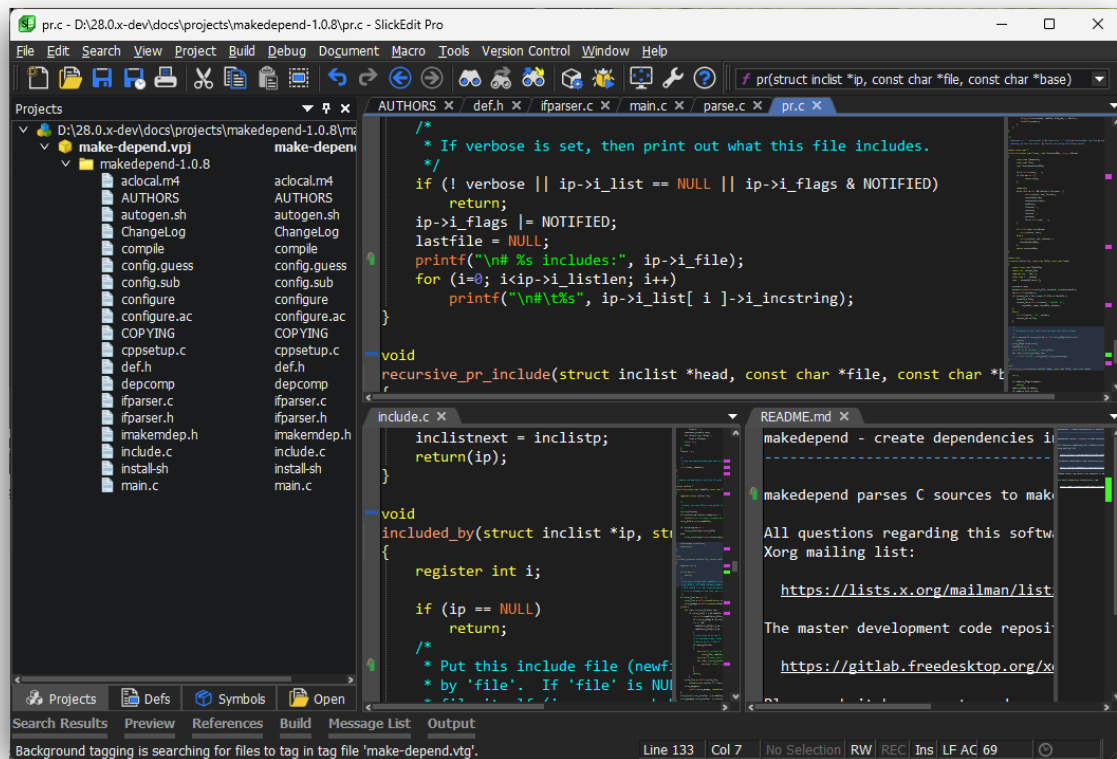 pr.c - D:\28.0.x-dev\docs\projects\makedepend-1.0.8\pr.c - SlickEdit Pro
File Edit Search View Project Build Debug Document Macro Tools Version Control Window Help
pr(struct inclist *ip, const char *file, const char *base)
Projects
D:\28.0.x-dev\docs\projects\makedepend-1.0.8\ma
make-depend.vpj make-depen
makedepend-1.0.8
aclocal.m4 aclocal.m4
AUTHORS AUTHORS
autogen.sh autogen.sh
ChangeLog ChangeLog
compile compile
config.guess config.guess
config.sub config.sub
configure configure
configure.ac configure.ac
COPYING COPYING
cppsetup.c cppsetup.c
def.h def.h
depcomp depcomp
ifparser.c ifparser.c
ifparser.h ifparser.h
imakemdep.h imakemdep.h
include.c include.c
install-sh install-sh
main.c main.c
Projects Defs Symbols Open
AUTHORS def.h ifparser.c main.c parse.c pr.c
/*
* If verbose is set, then print out what this file includes.
*/
if (! verbose || ip->i_list == NULL || ip->i_flags & NOTIFIED)
return;
ip->i_flags |= NOTIFIED;
lastfile = NULL;
printf("\n# %s includes:", ip->i_file);
for (i=0; i<ip->i_listlen; i++)
printf("\n#\t%s", ip->i_list[ i ]->i_incstring);
}
void
recursive_pr_include(struct inclist *head, const char *file, const char *b
{
include.c
inclistnext = inclistp;
return(ip);
}
void
included_by(struct inclist *ip, str
{
register int i;
if (ip == NULL)
return;
/*
* Put this include file (newf
* by 'file'. If 'file' is NUL
README.md
makedepend - create dependencies in
-----------------------------------
makedepend parses C sources to make
All questions regarding this softwa
Xorg mailing list:
https://lists.x.org/mailman/list
The master development code reposit
https://gitlab.freedesktop.org/xo
Search Results Preview References Build Message List Output
Background tagging is searching for files to tag in tag file 'make-depend.vtg'.
Line 133 Col 7 No Selection RW REC Ins LF AC 69